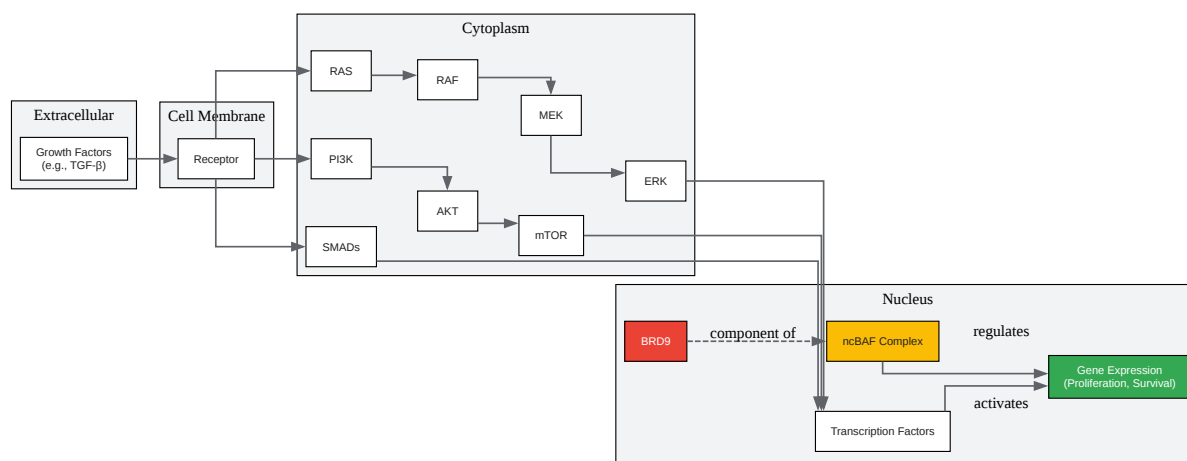 Cytoplasm
RAS
RAF
MEK
Extracellular
Cell Membrane
Growth Factors
(e.g., TGF-β)
Receptor
PI3K
ERK
AKT
mTOR
SMADs
Nucleus
BRD9
component of
ncBAF Complex
regulates
Gene Expression
(Proliferation, Survival)
activates
Transcription Factors